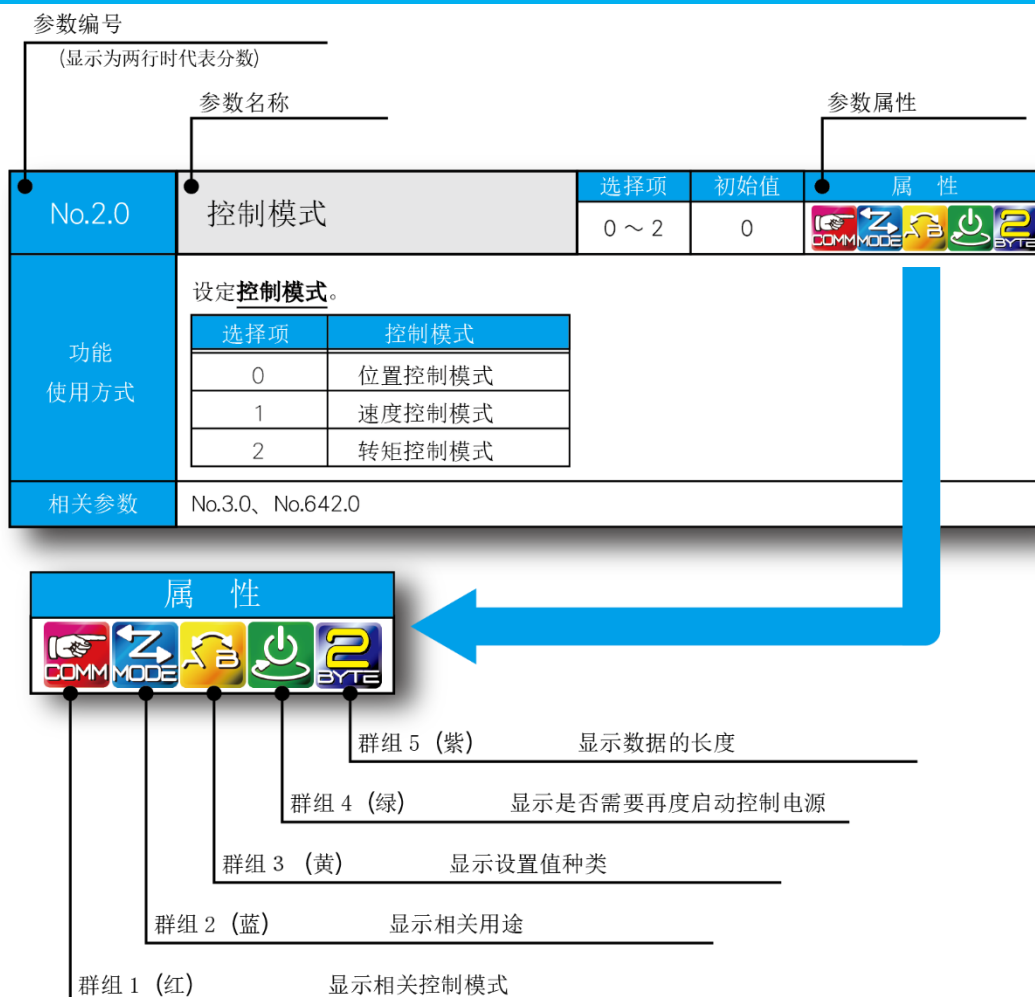 参数编号
(显示为两行时代表分数)
参数名称
参数属性
No.2.0
控制模式
选择项
初始值
属 性
0 ～ 2
0
COMM
MODE
A B
2 BYTE
功能
使用方式
设定控制模式。
选择项 控制模式
0 位置控制模式
1 速度控制模式
2 转矩控制模式
相关参数
No.3.0、No.642.0
属 性
COMM
MODE
A B
2 BYTE
群组 5（紫） 显示数据的长度
群组 4（绿） 显示是否需要再度启动控制电源
群组 3 （黄） 显示设置值种类
群组 2（蓝） 显示相关用途
群组 1（红） 显示相关控制模式